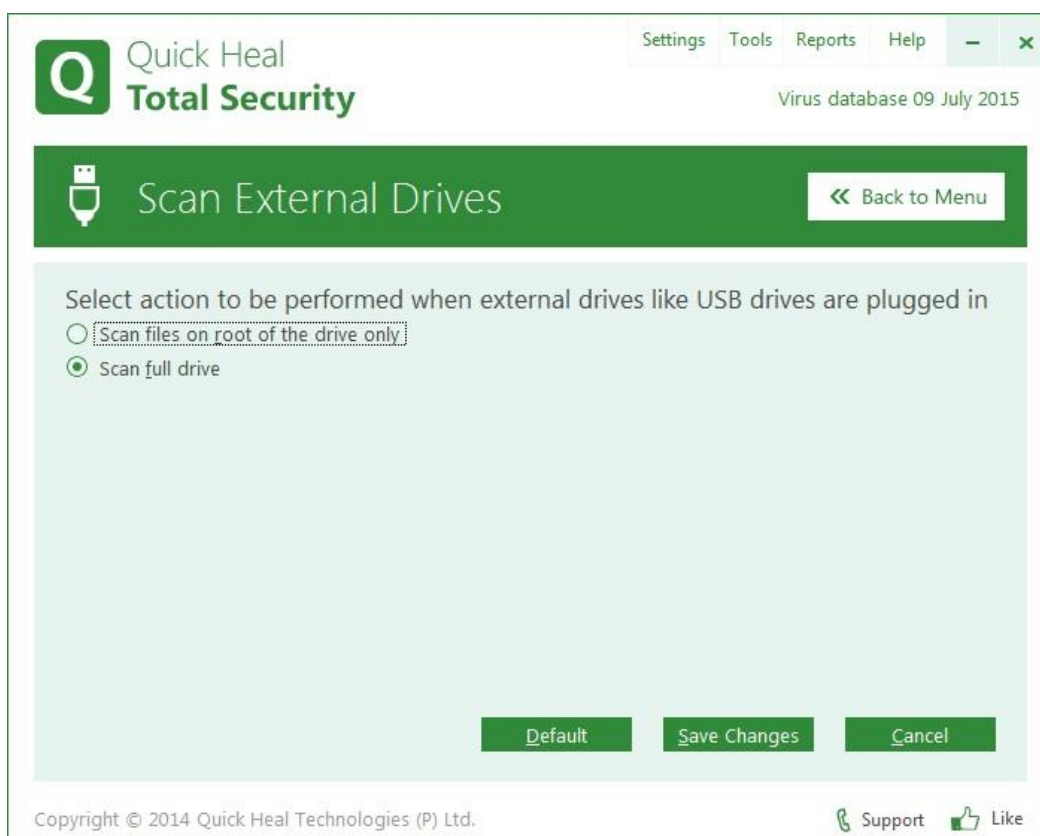 Q
Quick Heal
Total Security
Settings Tools Reports Help
Virus database 09 July 2015
Scan External Drives
Back to Menu
Select action to be performed when external drives like USB drives are plugged in
Scan files on root of the drive only
Scan full drive
Default Save Changes Cancel
Copyright © 2014 Quick Heal Technologies (P) Ltd.
Support Like